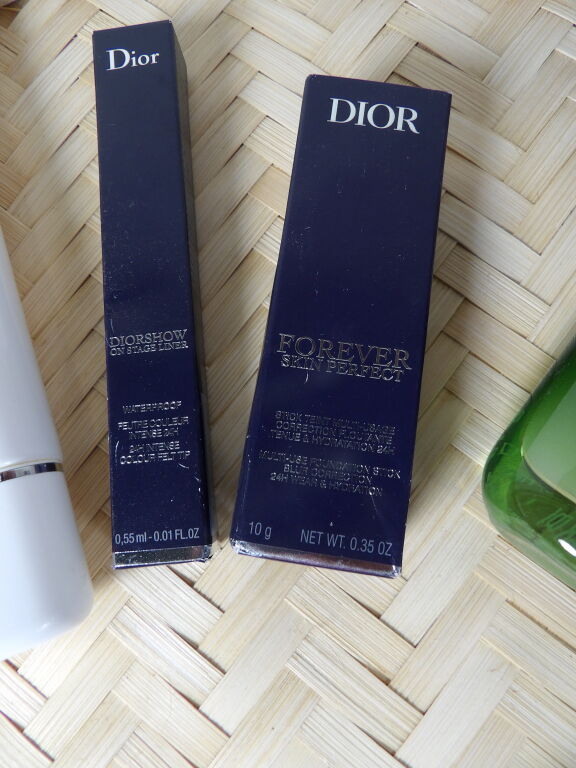 Dior
DIORSHOW
ON STAGE LINER
WATERPROOF
FEUTRE COULEUR
INTENSE 24H
24H INTENSE
COLOUR FELT TIP
0,55 ml - 0.01 FL.OZ
DIOR
FOREVER
SKIN PERFECT
STICK TEINT MULTI-USAGE
CORRECTION FLOUTANTE
TENUE & HYDRATATION 24H
MULTI-USE FOUNDATION STICK
BLUR CORRECTION
24H WEAR & HYDRATION
10 g NET WT. 0.35 OZ